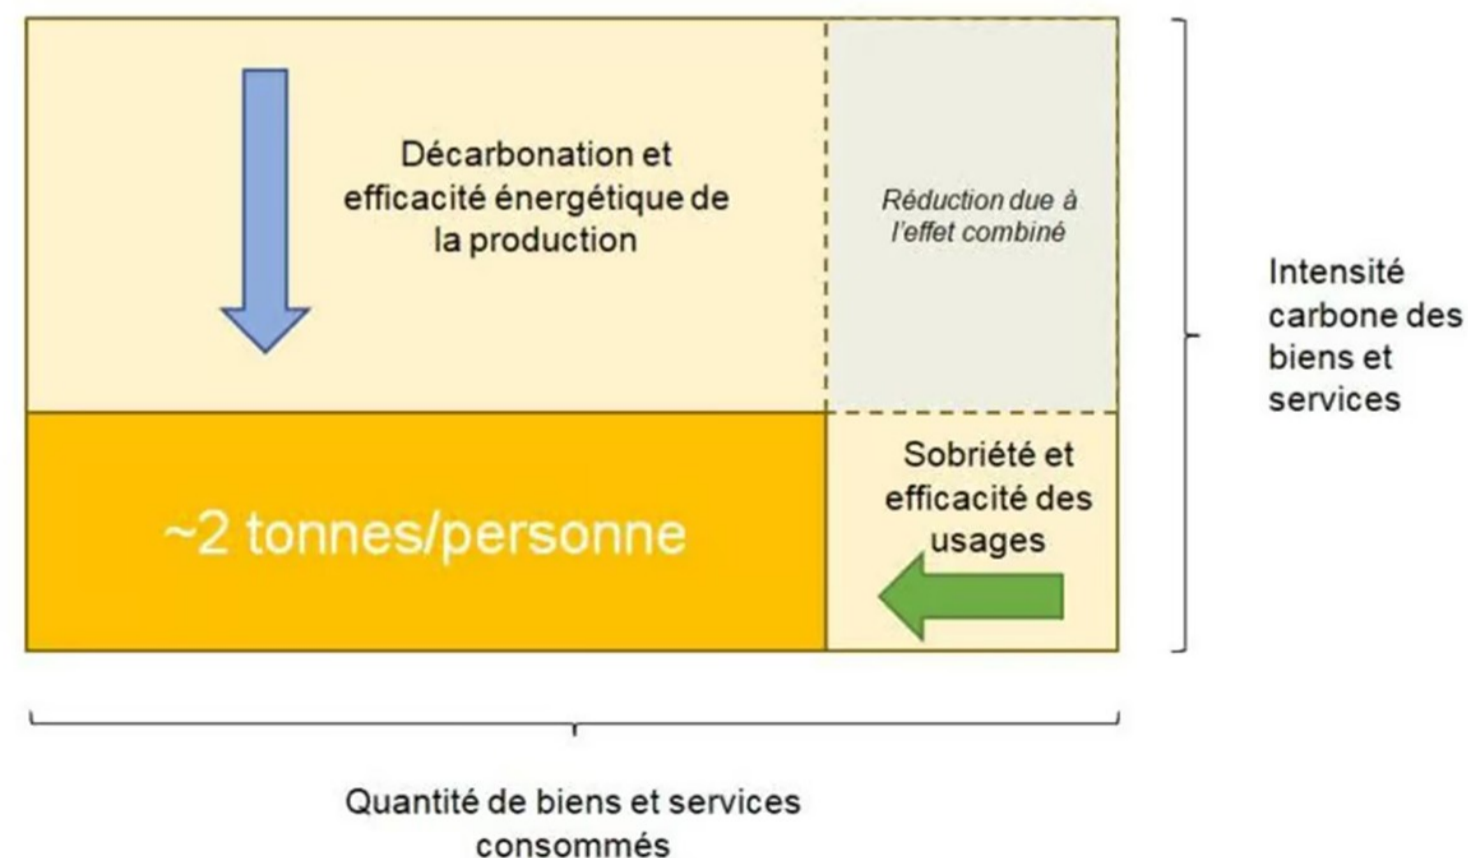 Décarbonation et
efficacité énergétique de
la production
Réduction due à
l'effet combiné
Intensité
carbone des
biens et
services
~2 tonnes/personne
Sobriété et
efficacité des
usages
Quantité de biens et services
consommés